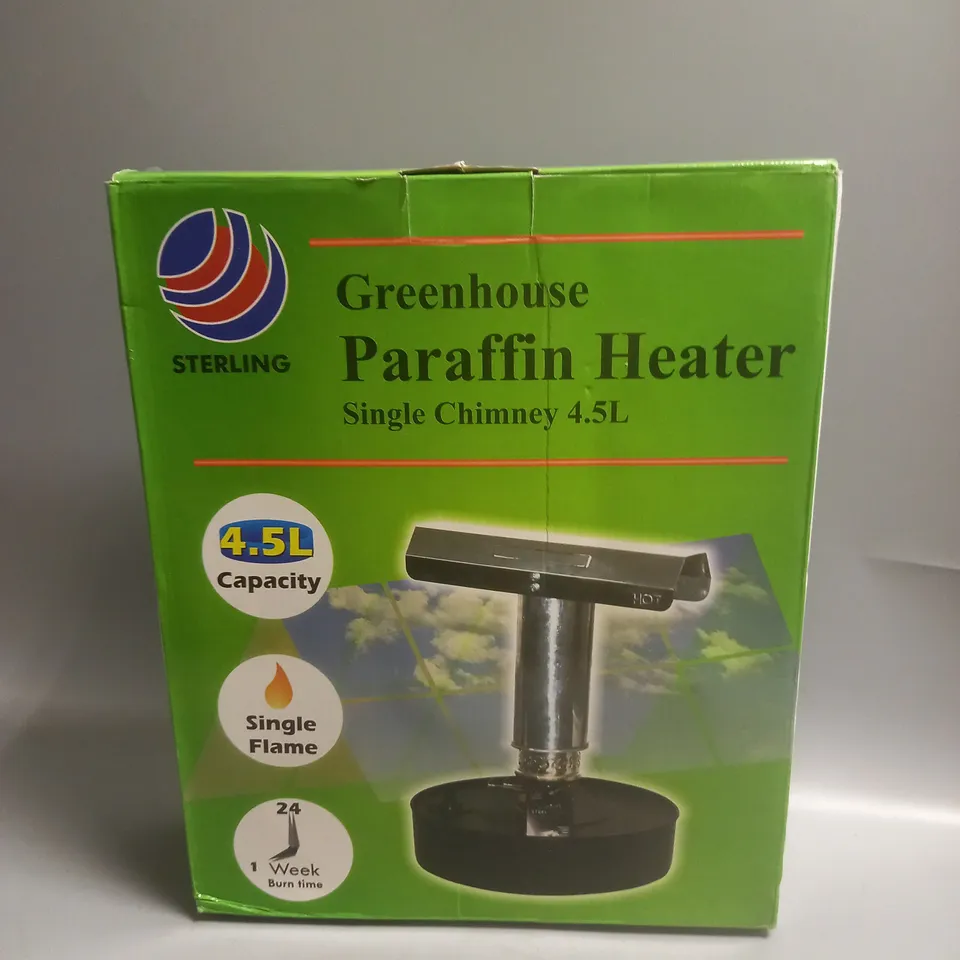 STERLING
Greenhouse
Paraffin Heater
Single Chimney 4.5L
4.5L
Capacity
HOT
Single
Flame
24
1 Week
Burn time